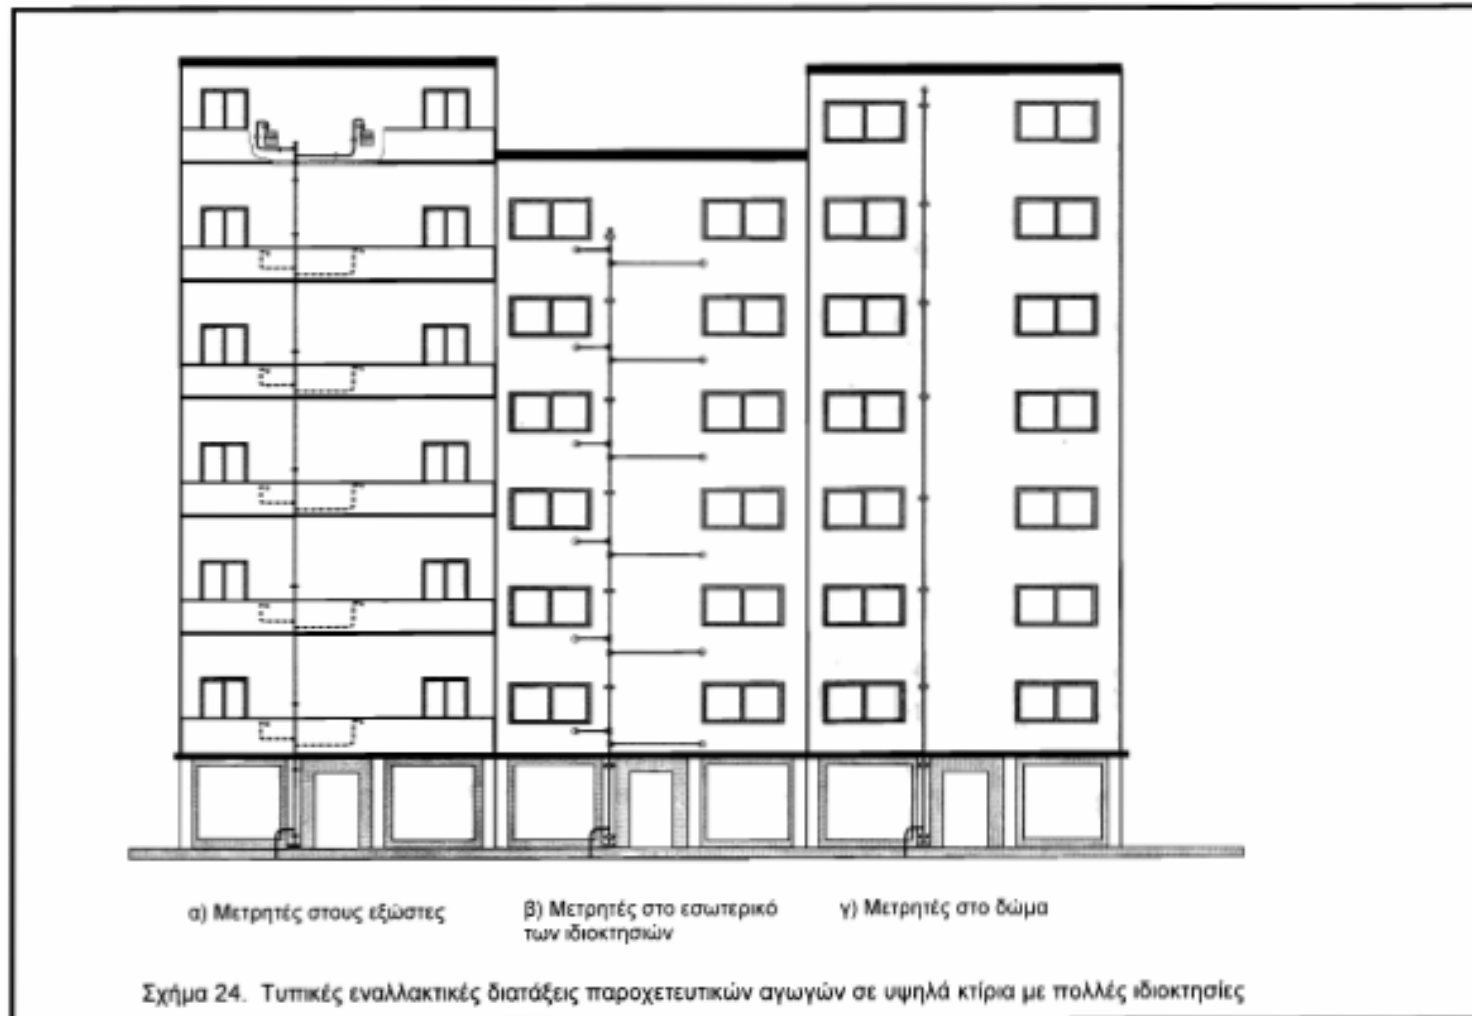 α) Μετρητές στους εξώστες
β) Μετρητές στο εσωτερικό
των ιδιοκτησιών
γ) Μετρητές στο δώμα
Σχήμα 24. Τυπικές εναλλακτικές διατάξεις παροχετευτικών αγωγών σε υψηλά κτίρια με πολλές ιδιοκτησίες